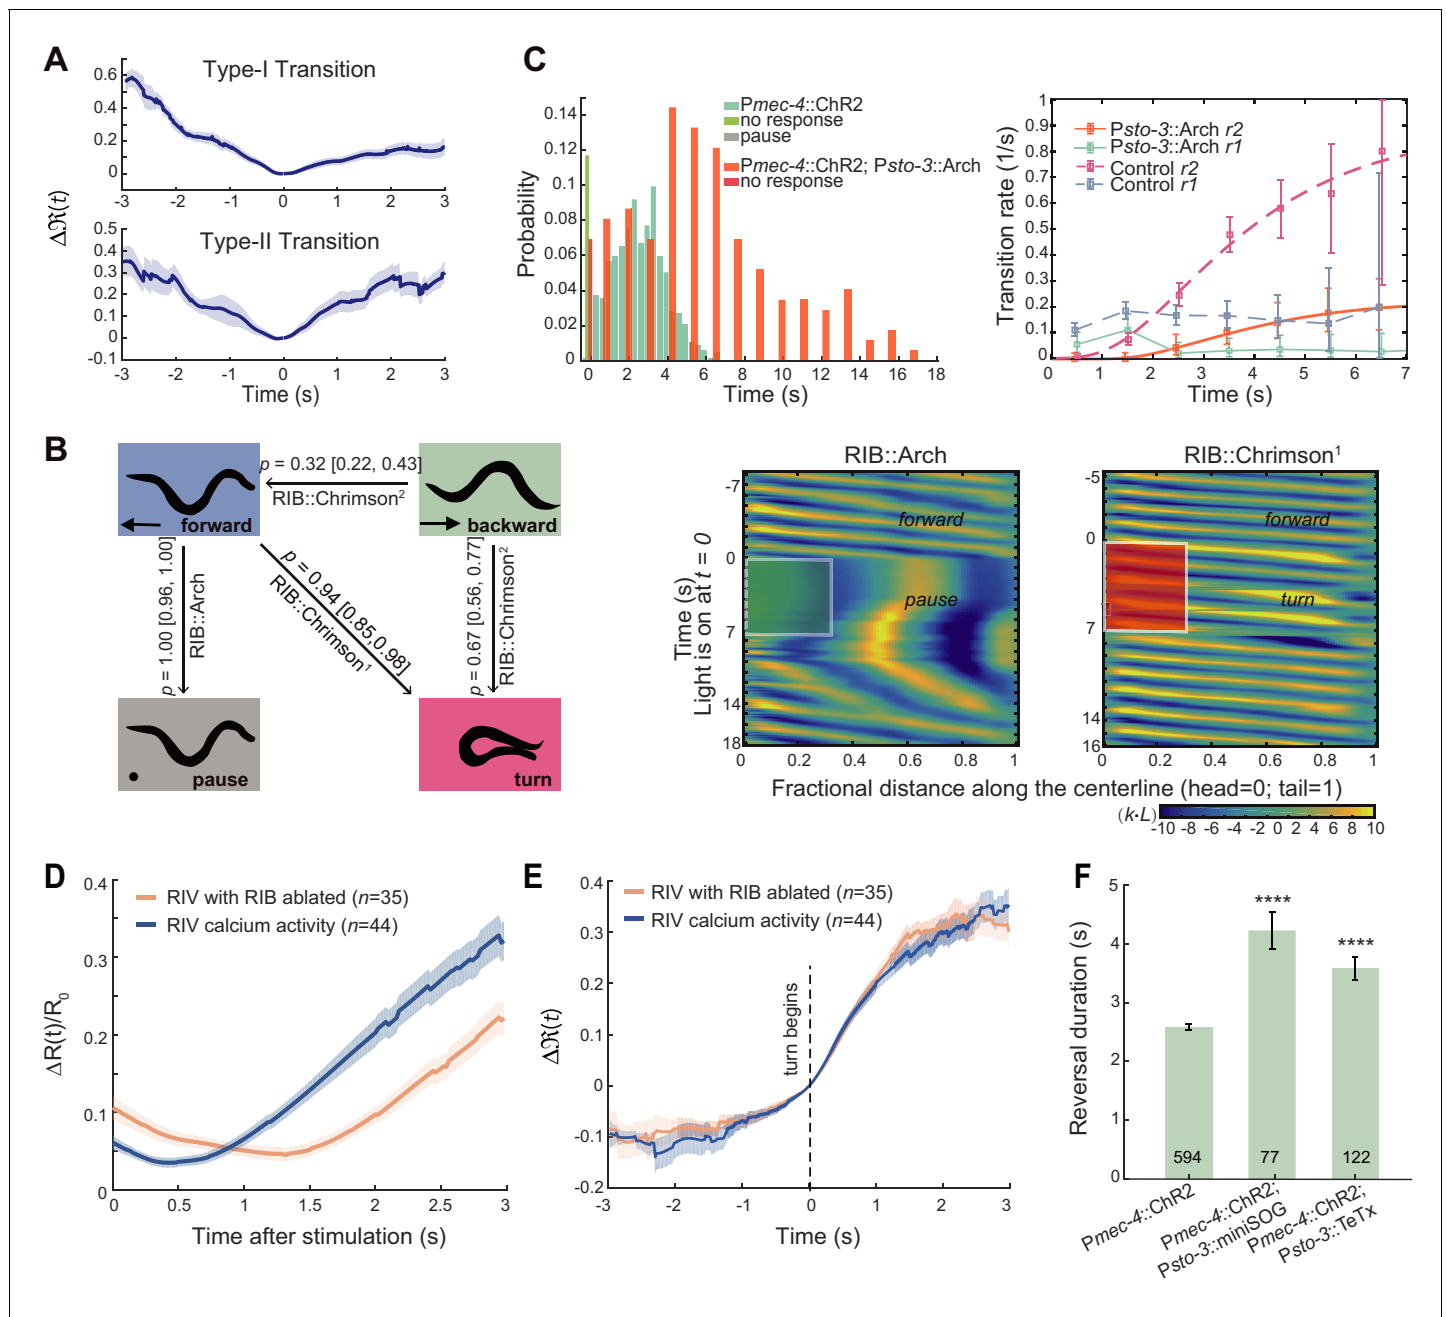 A
Type-I Transition
0.6
0.4
0.2
0
-3
-2
-1
0
1
2
3
Δℜ(t)
Type-II Transition
0.5
0.4
0.3
0.2
0.1
0
-0.1
-3
-2
-1
0
1
2
3
Time (s)
C
Probability
0.14
0.12
0.1
0.08
0.06
0.04
0.02
0
Pmec-4::ChR2
no response
pause
Pmec-4::ChR2; Psto-3::Arch
no response
0
2
4
6
8
10
12
14
16
18
Time (s)
Transition rate (1/s)
1
0.9
0.8
0.7
0.6
0.5
0.4
0.3
0.2
0.1
0
Psto-3::Arch r2
Psto-3::Arch r1
Control r2
Control r1
0
1
2
3
4
5
6
7
Time (s)
B
forward
p = 0.32 [0.22, 0.43]
RIB::Chrimson²
backward
p = 1.00 [0.96, 1.00]
RIB::Arch
p = 0.94 [0.85,0.98]
RIB::Chrimson¹
p = 0.67 [0.56, 0.77]
RIB::Chrimson²
pause
turn
RIB::Arch
Time (s)
Light is on at t = 0
-7
0
7
14
18
forward
pause
0
0.2
0.4
0.6
0.8
1
RIB::Chrimson¹
-5
0
7
14
16
forward
turn
0
0.2
0.4
0.6
0.8
1
Fractional distance along the centerline (head=0; tail=1)
(k·L)
-10 -8 -6 -4 -2 0 2 4 6 8 10
D
ΔR(t)/R₀
0.4
0.3
0.2
0.1
0
RIV with RIB ablated (n=35)
RIV calcium activity (n=44)
0
0.5
1
1.5
2
2.5
3
Time after stimulation (s)
E
Δℜ(t)
0.4
0.3
0.2
0.1
0
-0.1
-0.2
RIV with RIB ablated (n=35)
RIV calcium activity (n=44)
turn begins
-3
-2
-1
0
1
2
3
Time (s)
F
Reversal duration (s)
5
4
3
2
1
0
****
****
594
77
122
Pmec-4::ChR2
Pmec-4::ChR2;
Psto-3::miniSOG
Pmec-4::ChR2;
Psto-3::TeTx